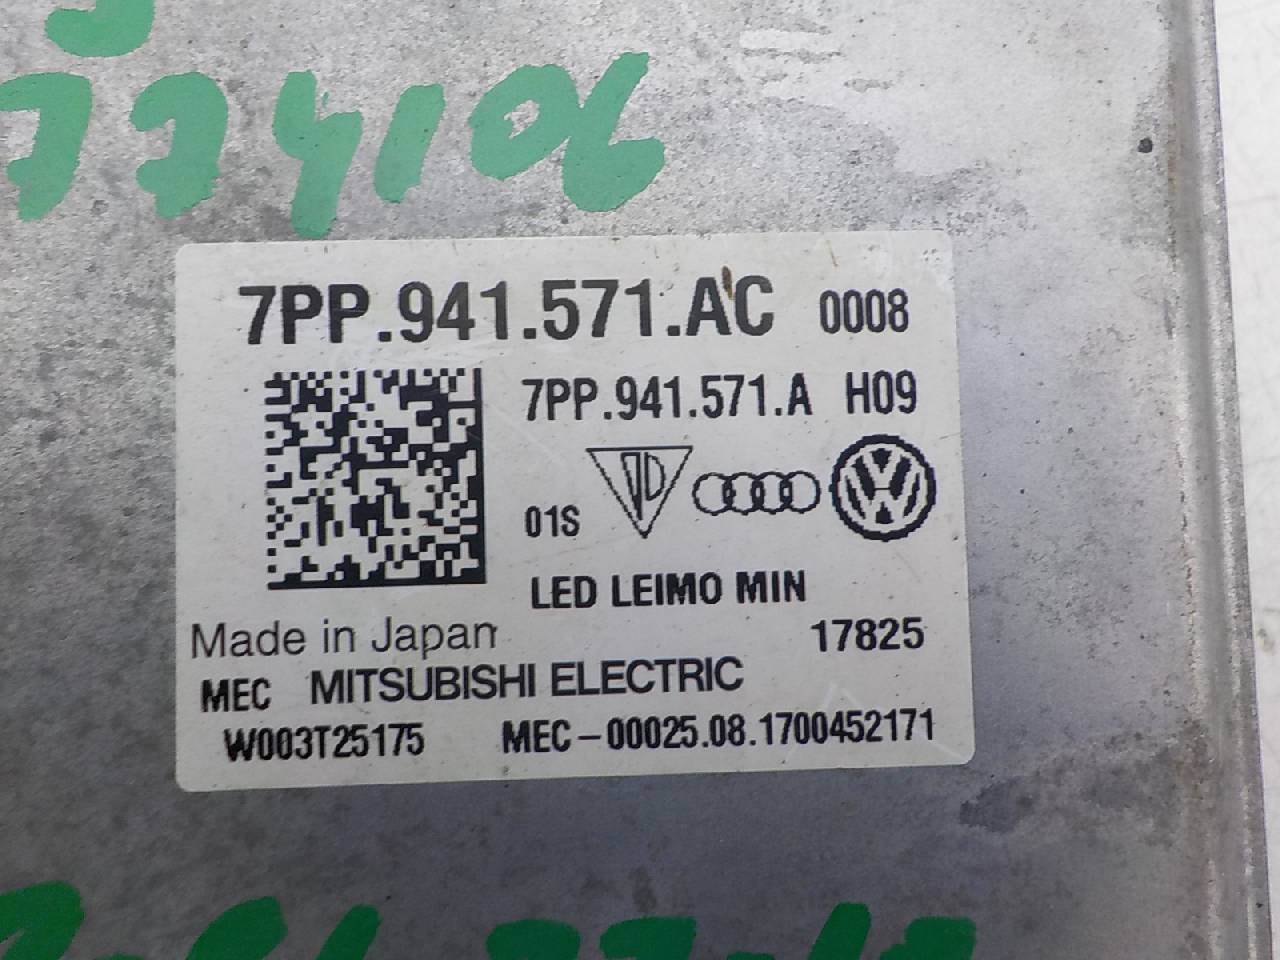 774106
7PP.941.571.AC 0008
7PP.941.571.A H09
01S
LED LEIMO MIN
Made in Japan 17825
MEC MITSUBISHI ELECTRIC
W003T25175 MEC-00025.08.1700452171